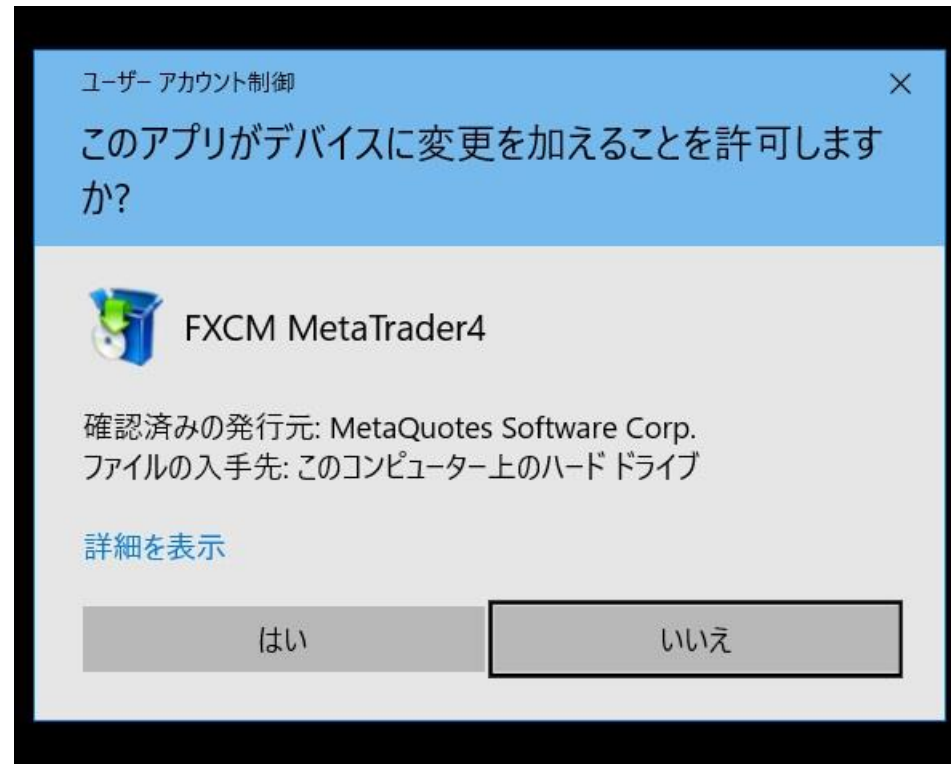 ユーザー アカウント制御
このアプリがデバイスに変更を加えることを許可します
か?
FXCM MetaTrader4
確認済みの発行元: MetaQuotes Software Corp.
ファイルの入手先: このコンピューター上のハード ドライブ
詳細を表示
はい
いいえ